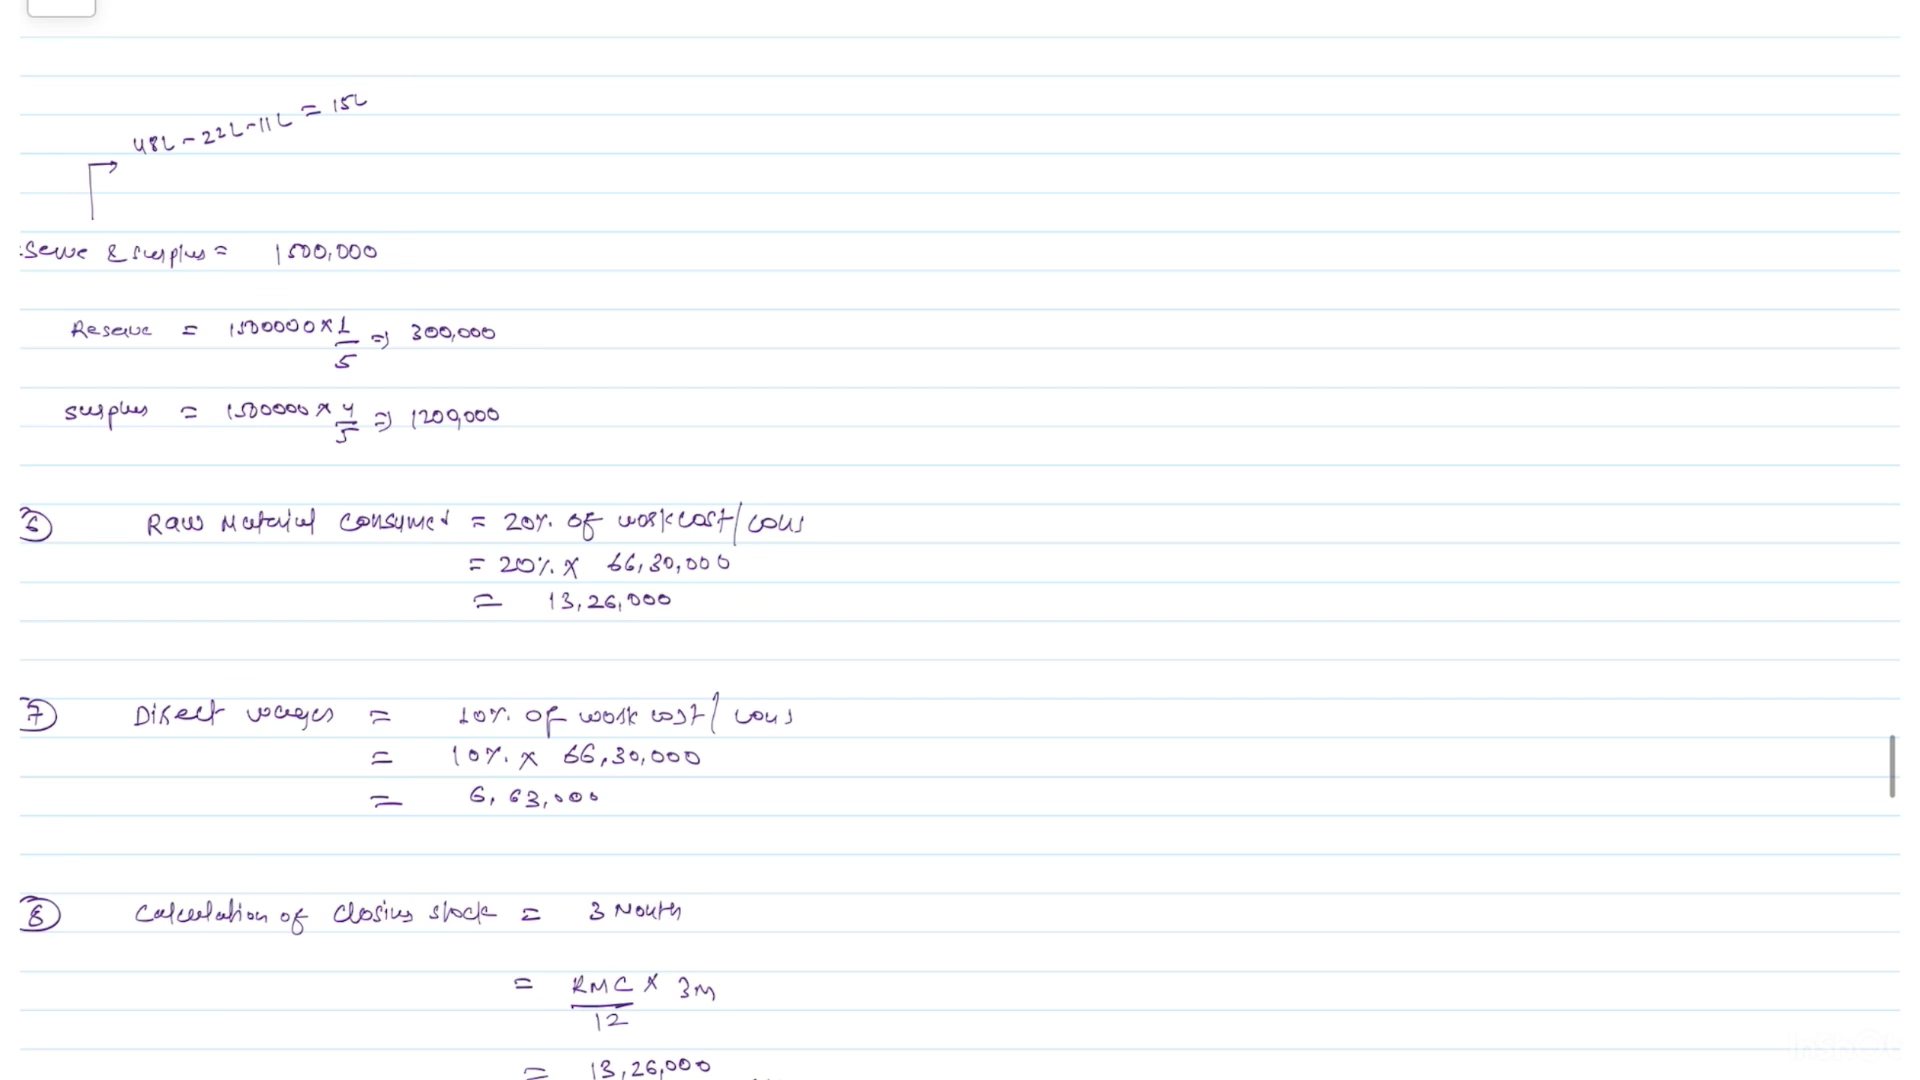 48L - 22L - 11L = 15L
serve & surplus = 1500,000
Reserve = 1500000 × 1/5 => 300,000
surplus = 1500000 × 4/5 => 1200,000
6 Raw Material Consumed = 20% of work cost / cons
= 20% × 66,30,000
= 13,26,000
7 Direct wages = 10% of work cost / cons
= 10% × 66,30,000
= 6,63,000
8 Calculation of Closing stock = 3 Month
= RMC/12 × 3M
= 13,26,000